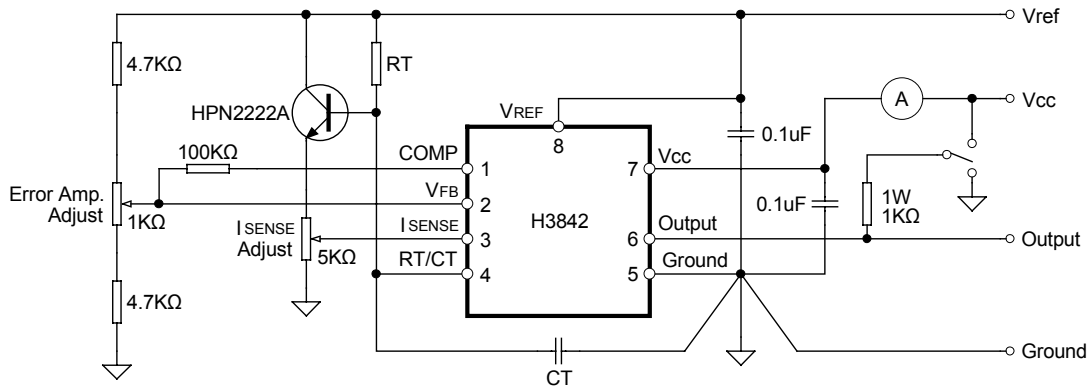 Vref
4.7KΩ
RT
A
Vcc
HPN2222A
VREF
8
0.1uF
COMP
100KΩ
1
7
Vcc
Error Amp.
Adjust
1KΩ
VFB
2
H3842
0.1uF
1W
1KΩ
ISENSE
Adjust
5KΩ
ISENSE
3
6
Output
Output
RT/CT
4
5
Ground
4.7KΩ
CT
Ground